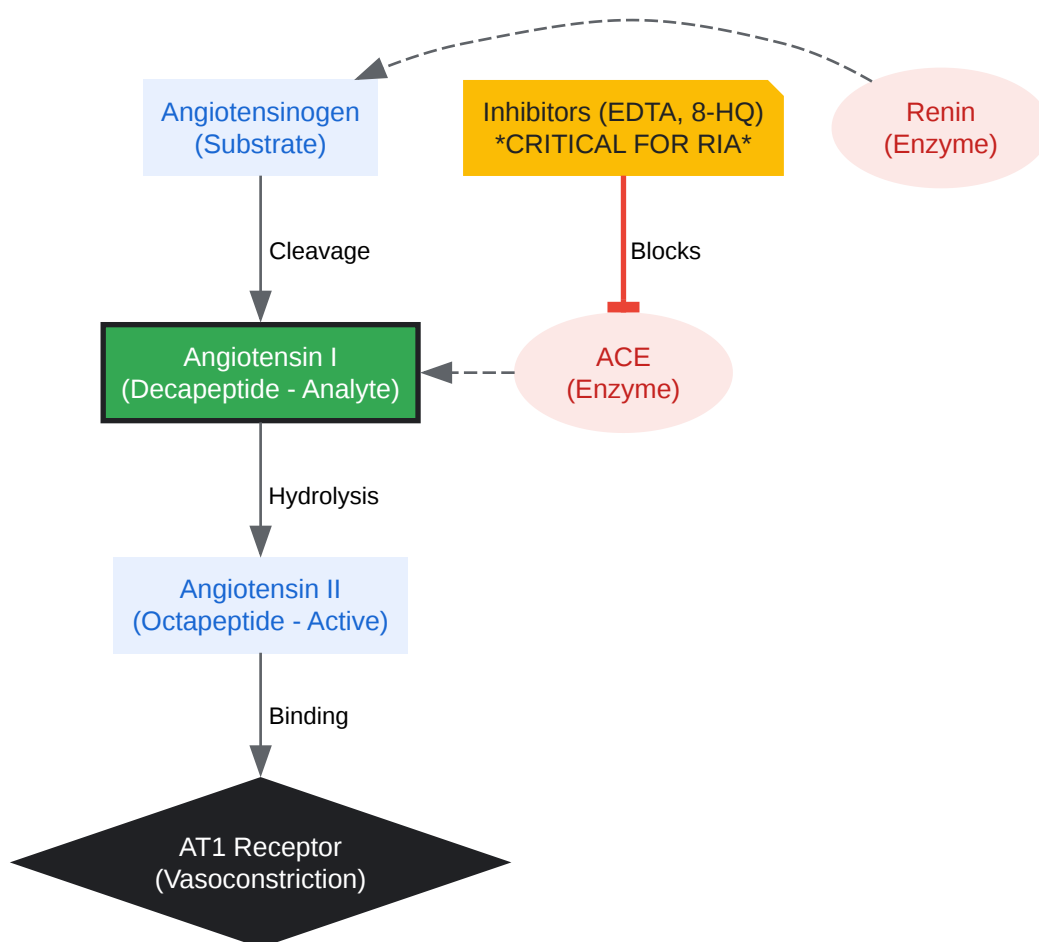 Angiotensinogen
(Substrate)
Inhibitors (EDTA, 8-HQ)
*CRITICAL FOR RIA*
Renin
(Enzyme)
Cleavage
Blocks
Angiotensin I
(Decapeptide - Analyte)
ACE
(Enzyme)
Hydrolysis
Angiotensin II
(Octapeptide - Active)
Binding
AT1 Receptor
(Vasoconstriction)